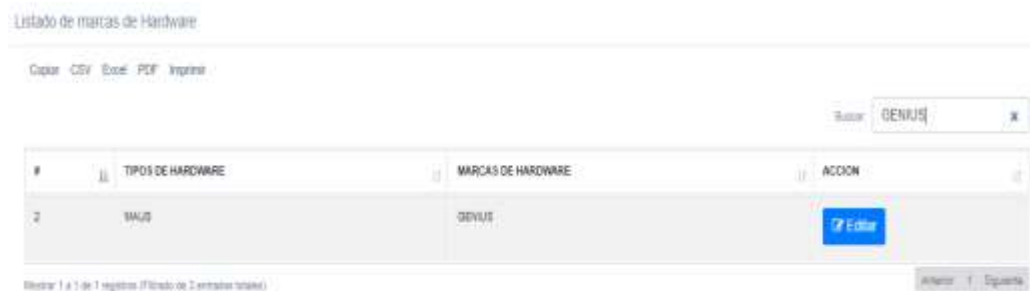 Listado de marcas de Hardware
Copiar CSV Excel PDF Imprimir
Buscar: GENIUS x
# TIPOS DE HARDWARE MARCAS DE HARDWARE ACCION
2 MAUS GENIUS Editar
Mostrar 1 a 1 de 1 registros (Filtrado de 2 entradas totales)
Anterior 1 Siguiente